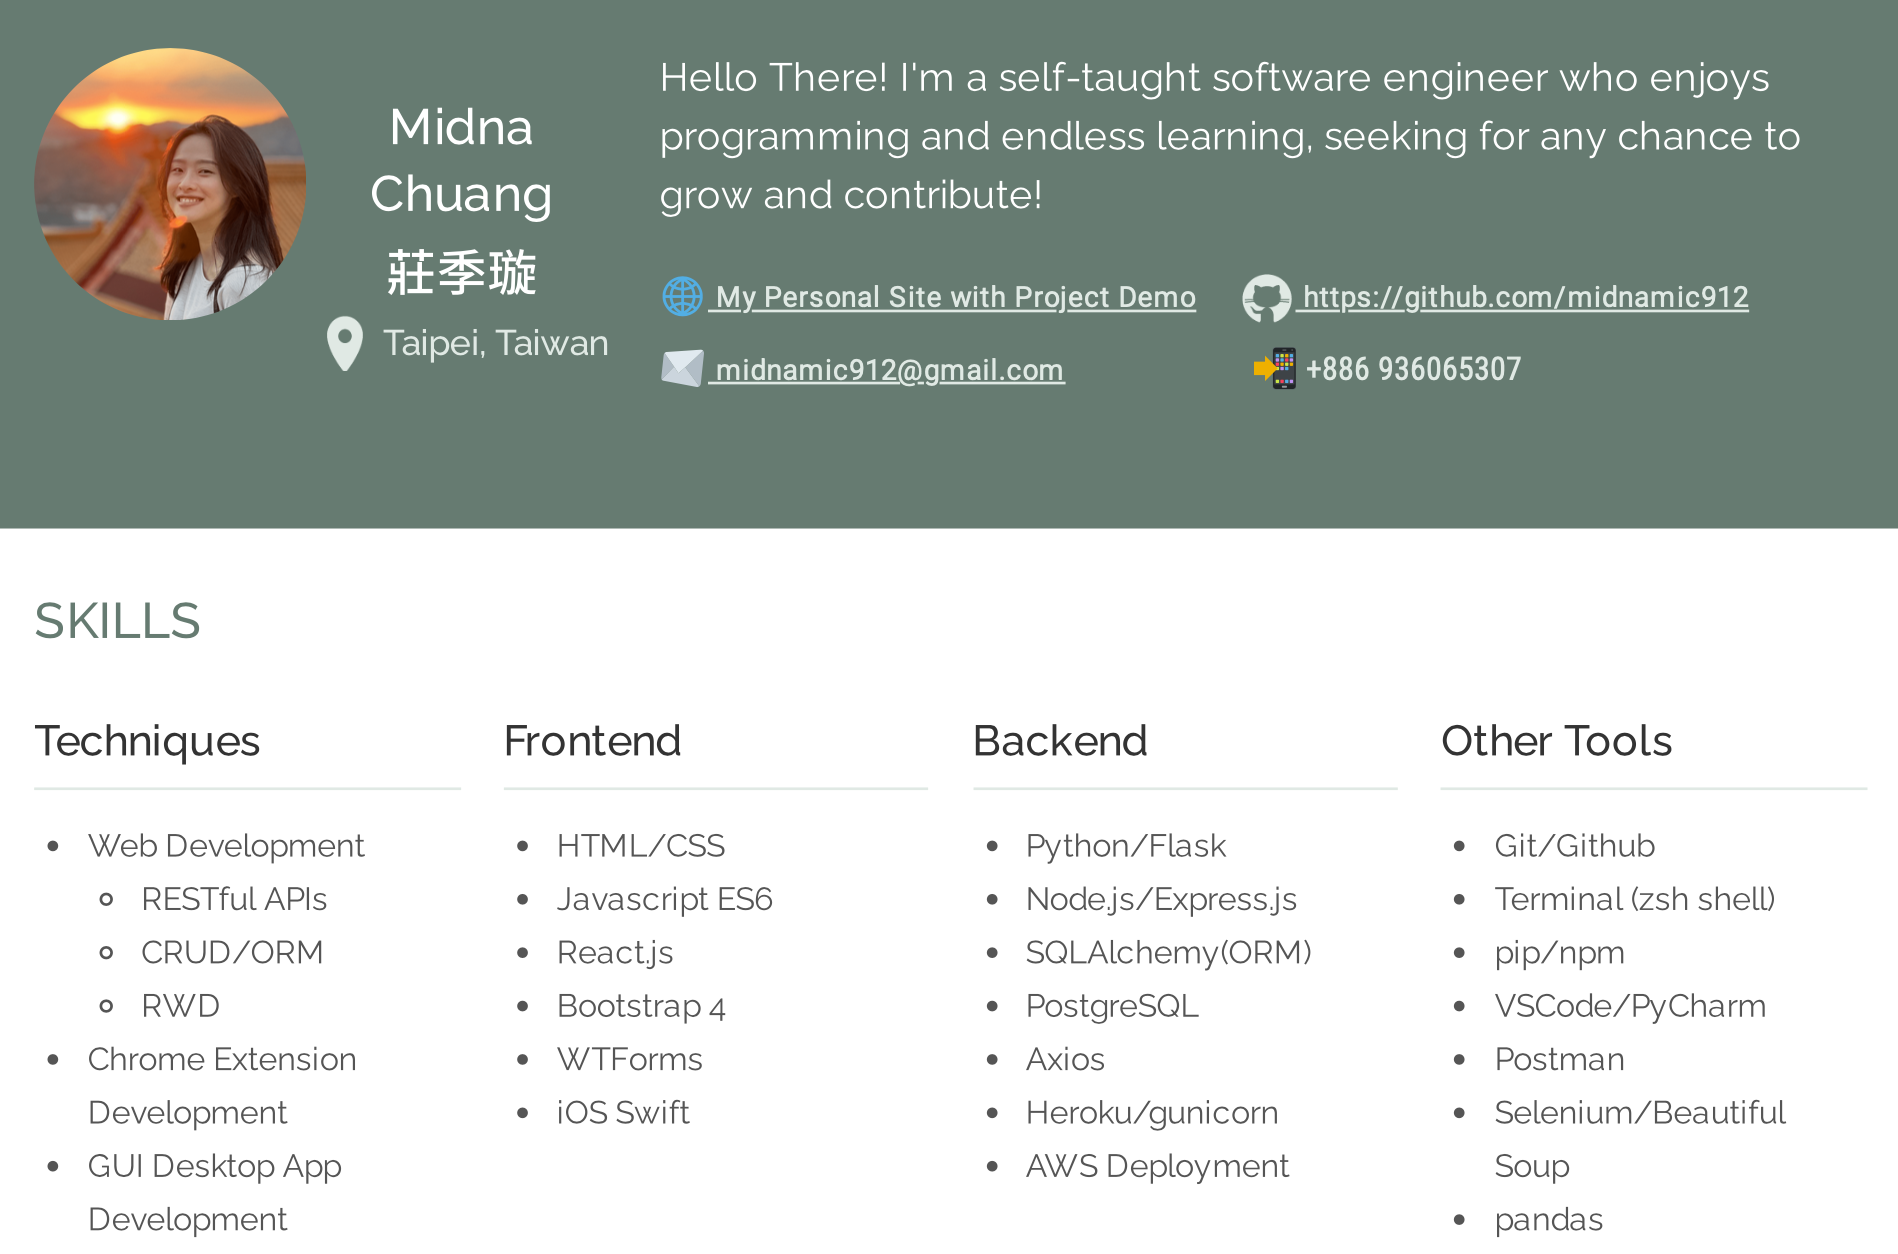 Midna
Chuang
莊季璇
Taipei, Taiwan
Hello There! I'm a self-taught software engineer who enjoys
programming and endless learning, seeking for any chance to
grow and contribute!
My Personal Site with Project Demo
https://github.com/midnamic912
midnamic912@gmail.com
+886 936065307
SKILLS
Techniques
Web Development
RESTful APIs
CRUD/ORM
RWD
Chrome Extension
Development
GUI Desktop App
Development
Frontend
HTML/CSS
Javascript ES6
React.js
Bootstrap 4
WTForms
iOS Swift
Backend
Python/Flask
Node.js/Express.js
SQLAlchemy(ORM)
PostgreSQL
Axios
Heroku/gunicorn
AWS Deployment
Other Tools
Git/Github
Terminal (zsh shell)
pip/npm
VSCode/PyCharm
Postman
Selenium/Beautiful
Soup
pandas